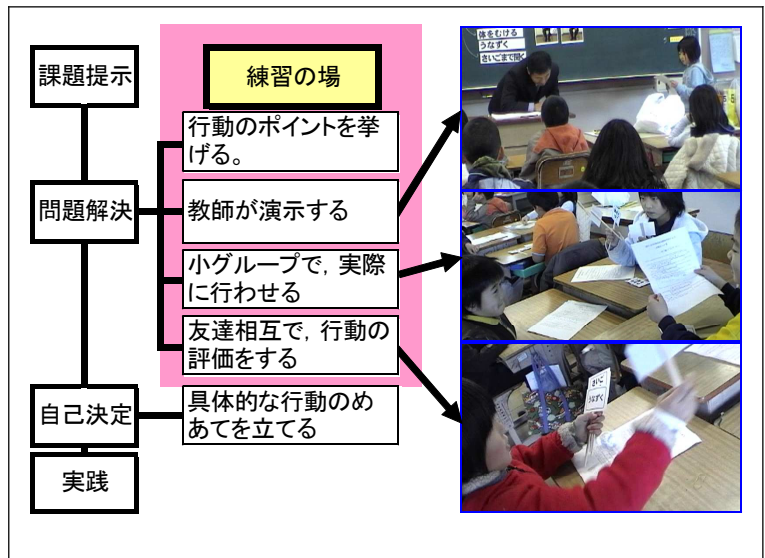 課題提示
練習の場
行動のポイントを挙
げる。
問題解決
教師が演示する
小グループで，実際
に行わせる
友達相互で，行動の
評価をする
自己決定
具体的な行動のめ
あてを立てる
実践
体をむける
うなずく
さいごまで聞く
さいご
うなずく